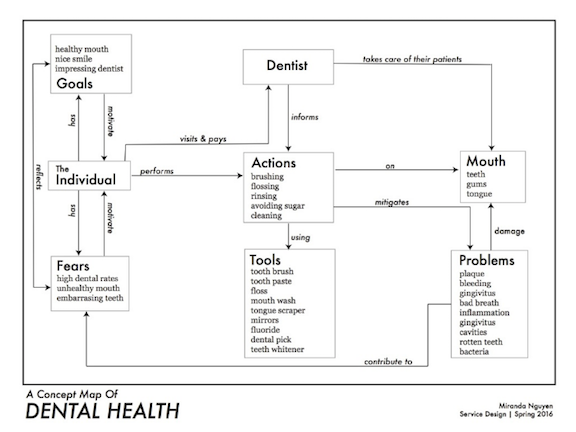 healthy mouth
nice smile
impressing dentist
Goals
Dentist
takes care of their patients
say
motivate
informs
visits & pays
reflects
The
Individual
performs
Actions
brushing
flossing
rinsing
avoiding sugar
cleaning
on
Mouth
teeth
gums
tongue
mitigates
say
motivate
using
damage
Fears
high dental rates
unhealthy mouth
embarrasing teeth
Tools
tooth brush
tooth paste
floss
mouth wash
tongue scraper
mirrors
fluoride
dental pick
teeth whitener
Problems
plaque
bleeding
gingivitus
bad breath
inflammation
gingivitus
cavities
rotten teeth
bacteria
contribute to
A Concept Map Of
DENTAL HEALTH
Miranda Nguyen
Service Design | Spring 2016